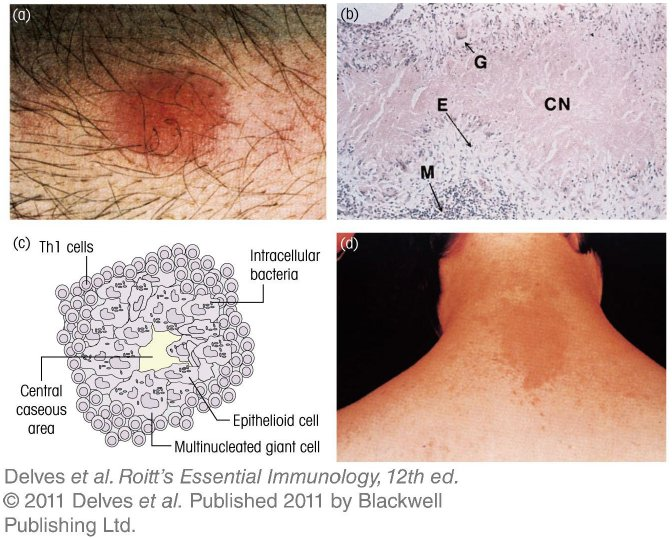 (a)
(b)
G
E
CN
M
(c)
Th1 cells
Intracellular
bacteria
Central
caseous
area
Epithelioid cell
Multinucleated giant cell
(d)
Delves et al. Roitt's Essential Immunology, 12th ed.
© 2011 Delves et al. Published 2011 by Blackwell
Publishing Ltd.